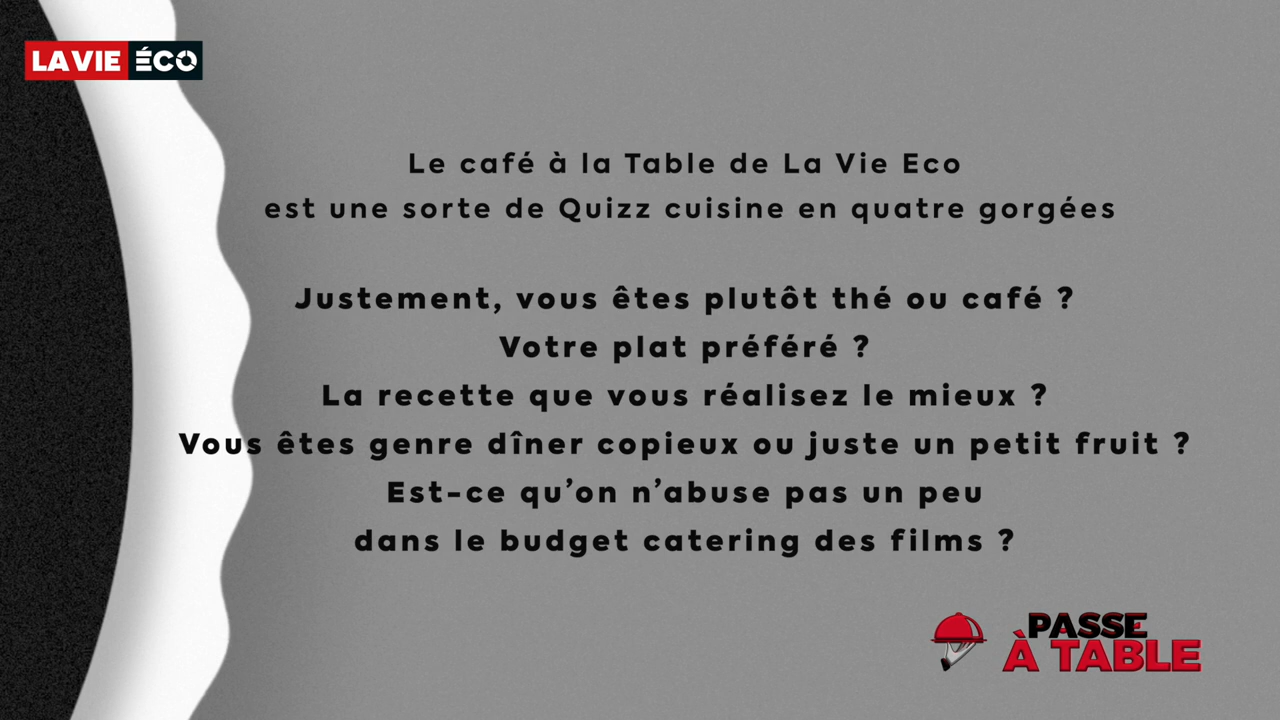 LA VIE ÉCO
Le café à la Table de La Vie Eco
est une sorte de Quizz cuisine en quatre gorgées
Justement, vous êtes plutôt thé ou café ?
Votre plat préféré ?
La recette que vous réalisez le mieux ?
Vous êtes genre dîner copieux ou juste un petit fruit ?
Est-ce qu’on n’abuse pas un peu
dans le budget catering des films ?
PASSE
À TABLE